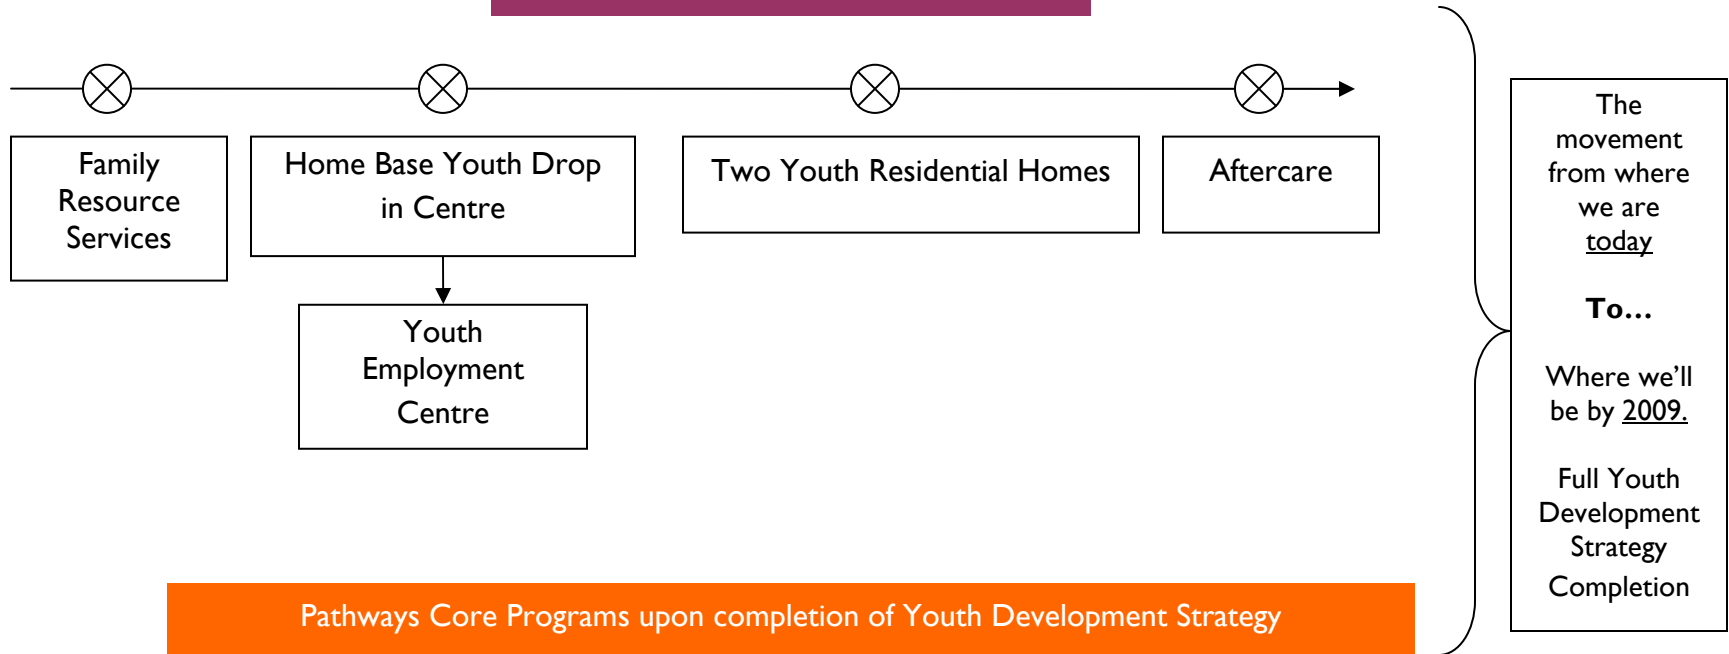 Family
Resource
Services
Home Base Youth Drop
in Centre
Two Youth Residential Homes
Aftercare
Youth
Employment
Centre
The
movement
from where
we are
today
To…
Where we’ll
be by 2009.
Full Youth
Development
Strategy
Completion
Pathways Core Programs upon completion of Youth Development Strategy